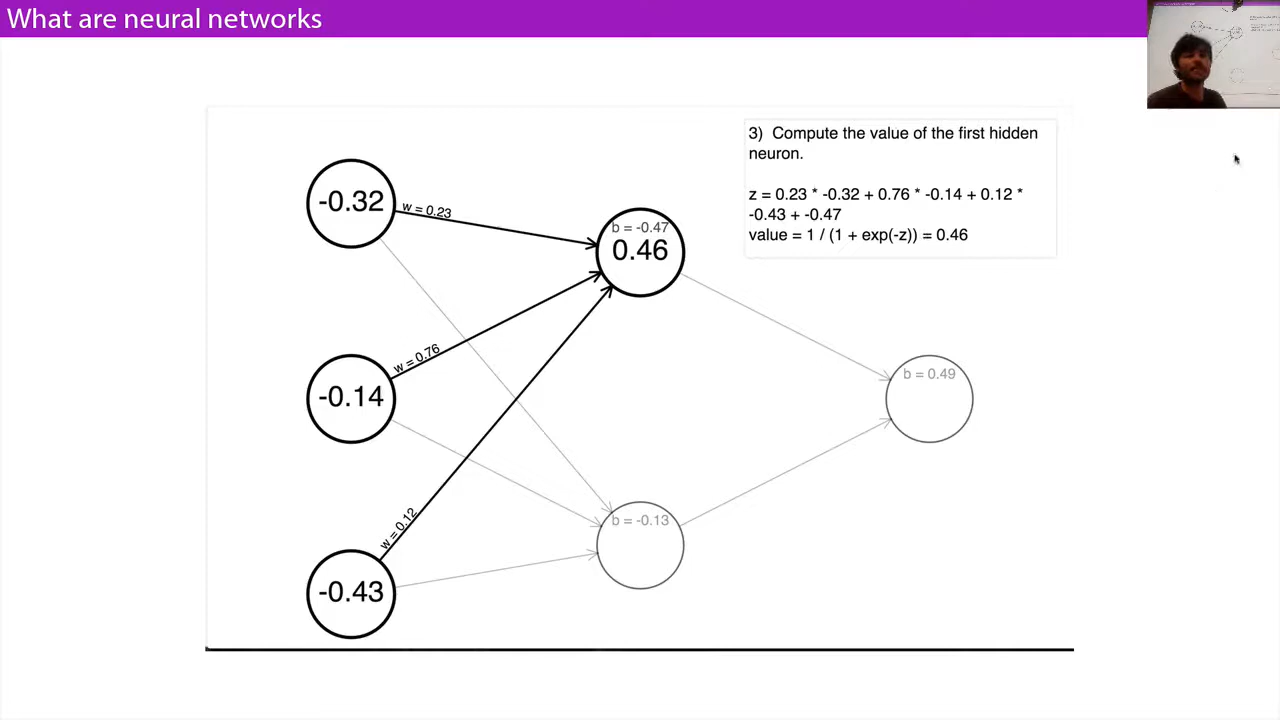 What are neural networks
3) Compute the value of the first hidden
neuron.
z = 0.23 * -0.32 + 0.76 * -0.14 + 0.12 *
-0.43 + -0.47
value = 1 / (1 + exp(-z)) = 0.46
-0.32
w = 0.23
b = -0.47
0.46
w = 0.76
-0.14
b = 0.49
w = 0.12
b = -0.13
-0.43